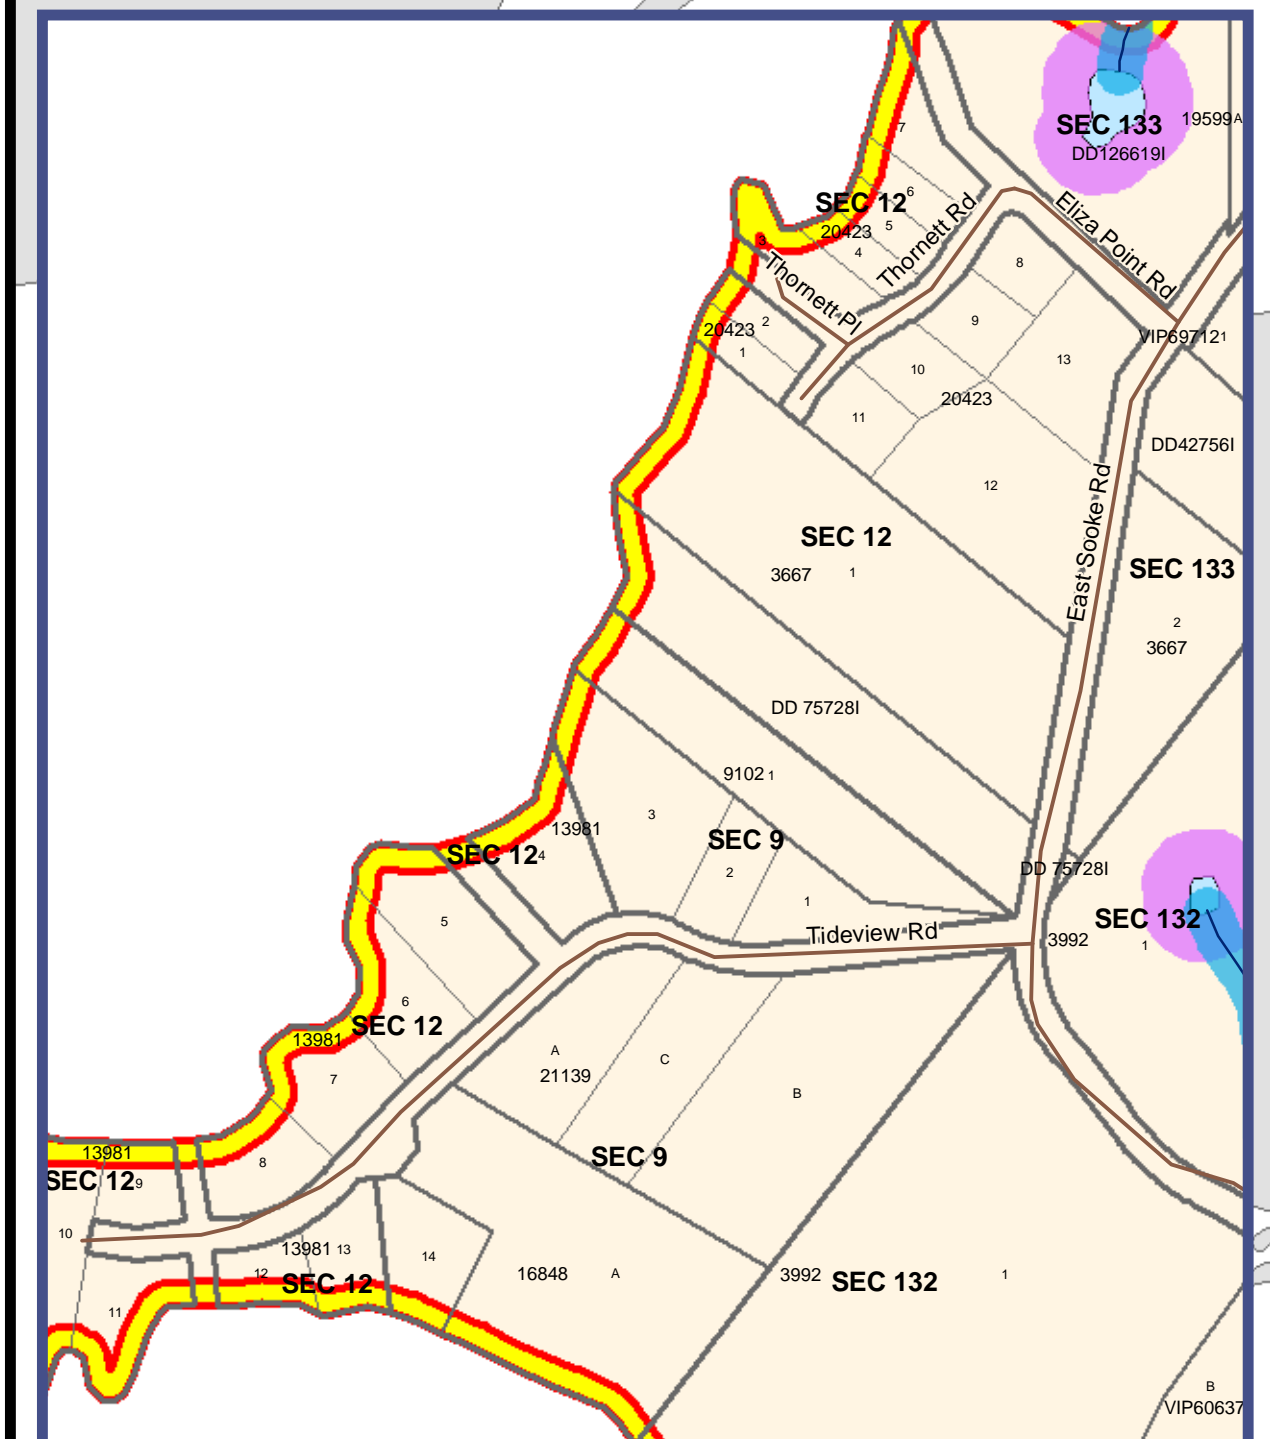 7
SEC 133
19599 A
DD126619I
SEC 12
6
20423
5
4
3
Thornett Rd
Eliza Point Rd
Thornett Pl
8
2
20423
1
9
VIP69712 1
13
10
20423
11
DD42756I
12
East Sooke Rd
SEC 12
3667
1
SEC 133
2
3667
DD 75728I
9102 1
3
13981
SEC 9
SEC 12 4
2
DD 75728I
1
5
Tideview Rd
SEC 132
3992
1
6
SEC 12
13981
A
21139
C
7
B
13981
SEC 9
8
SEC 12 9
10
13981 13
14
12
SEC 12
16848
A
3992
SEC 132
1
11
B
VIP60637